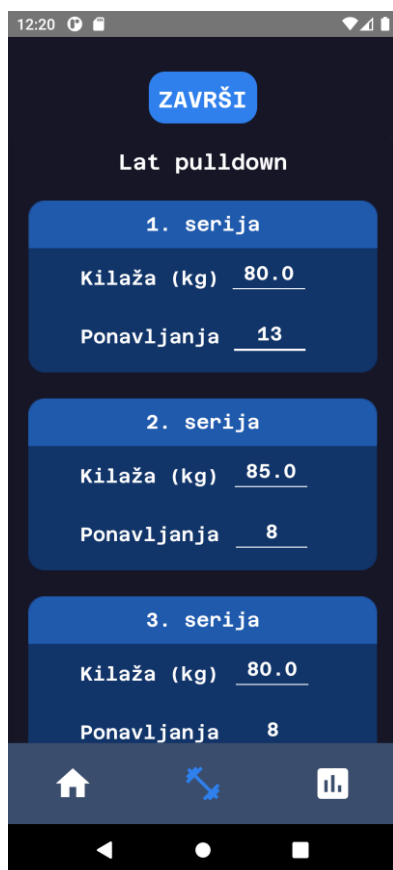 12:20
ZAVRŠI
Lat pulldown
1. serija
Kilaža (kg) 80.0
Ponavljanja 13
2. serija
Kilaža (kg) 85.0
Ponavljanja 8
3. serija
Kilaža (kg) 80.0
Ponavljanja 8